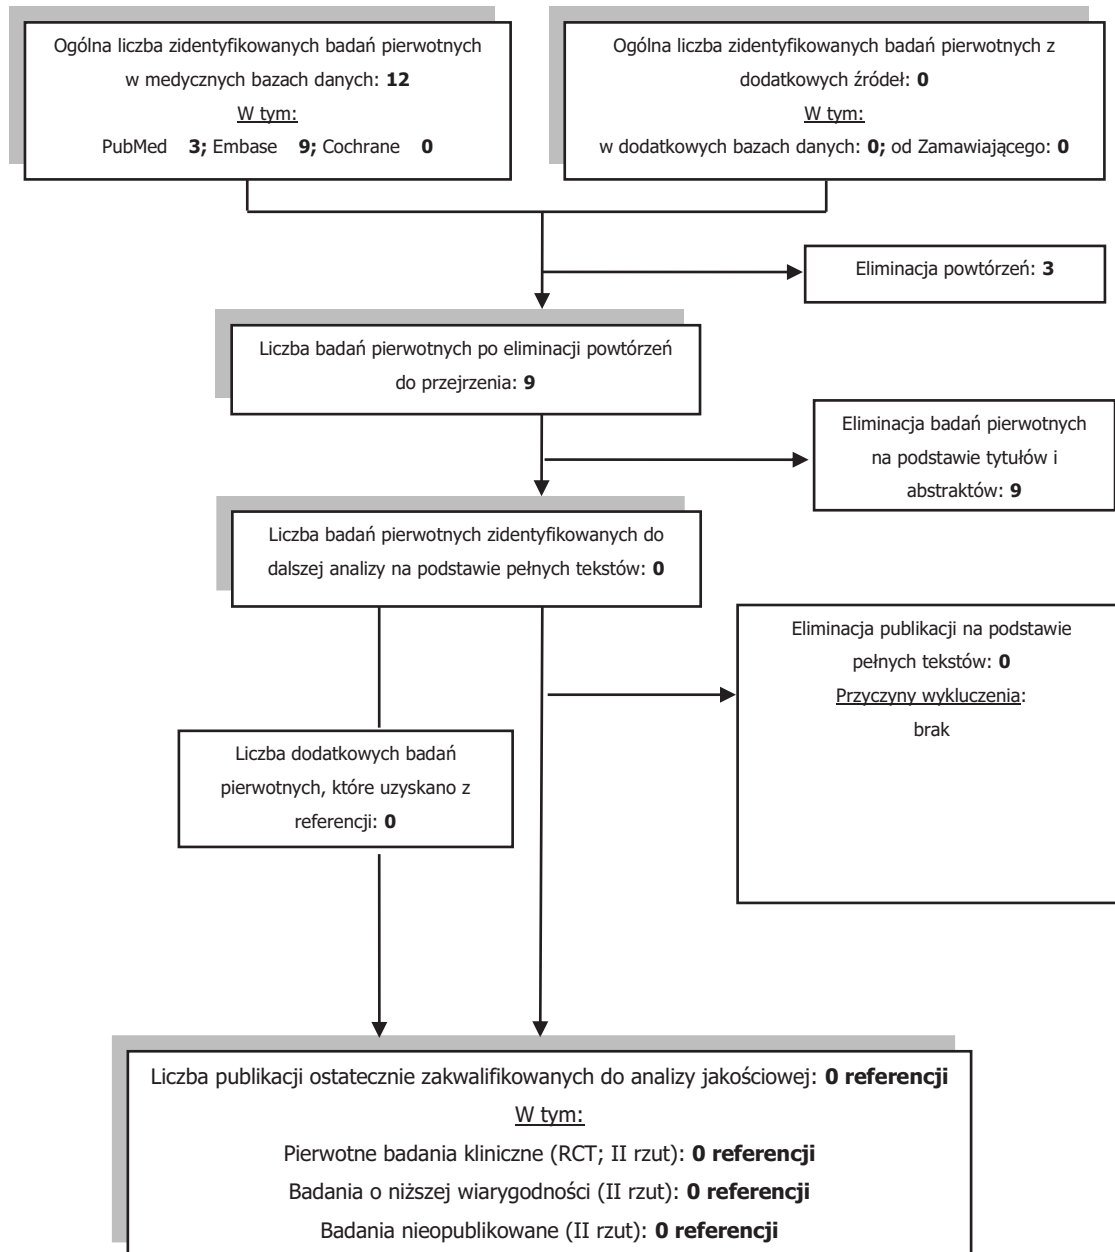 Ogólna liczba zidentyfikowanych badań pierwotnych
w medycznych bazach danych: 12
W tym:
PubMed 3; Embase 9; Cochrane 0
Ogólna liczba zidentyfikowanych badań pierwotnych z
dodatkowych źródeł: 0
W tym:
w dodatkowych bazach danych: 0; od Zamawiającego: 0
Eliminacja powtórzeń: 3
Liczba badań pierwotnych po eliminacji powtórzeń
do przejrzenia: 9
Eliminacja badań pierwotnych
na podstawie tytułów i
abstraktów: 9
Liczba badań pierwotnych zidentyfikowanych do
dalszej analizy na podstawie pełnych tekstów: 0
Eliminacja publikacji na podstawie
pełnych tekstów: 0
Przyczyny wykluczenia:
brak
Liczba dodatkowych badań
pierwotnych, które uzyskano z
referencji: 0
Liczba publikacji ostatecznie zakwalifikowanych do analizy jakościowej: 0 referencji
W tym:
Pierwotne badania kliniczne (RCT; II rzut): 0 referencji
Badania o niższej wiarygodności (II rzut): 0 referencji
Badania nieopublikowane (II rzut): 0 referencji